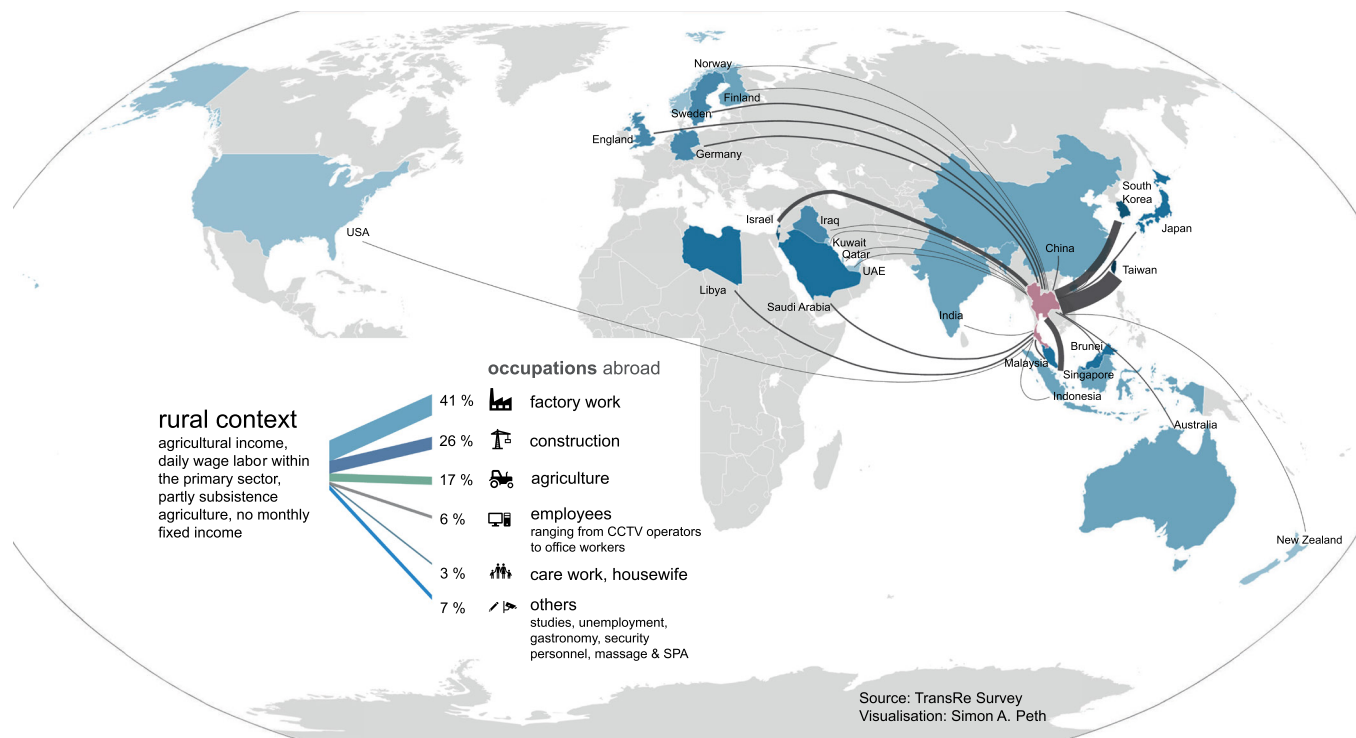 Norway
Finland
Sweden
England
Germany
South
Korea
Israel
Iraq
USA
Japan
Kuwait
China
Qatar
UAE
Taiwan
Libya
Saudi Arabia
India
Brunei
Malaysia
Singapore
Indonesia
Australia
New Zealand
occupations abroad
rural context
agricultural income,
daily wage labor within
the primary sector,
partly subsistence
agriculture, no monthly
fixed income
41 % factory work
26 % construction
17 % agriculture
6 % employees
ranging from CCTV operators
to office workers
3 % care work, housewife
7 % others
studies, unemployment,
gastronomy, security
personnel, massage & SPA
Source: TransRe Survey
Visualisation: Simon A. Peth